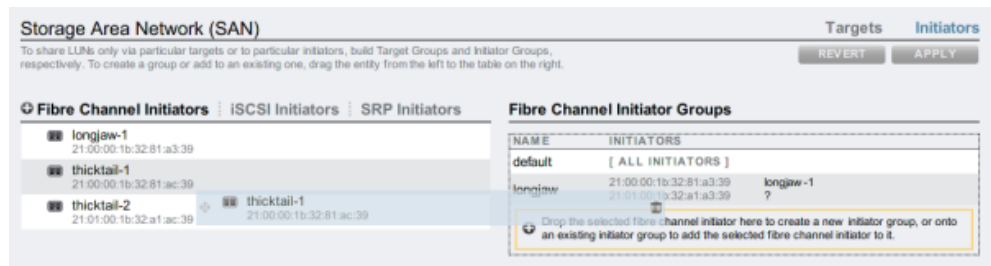 Storage Area Network (SAN)
Targets Initiators
To share LUNs only via particular targets or to particular initiators, build Target Groups and Initiator Groups,
respectively. To create a group or add to an existing one, drag the entity from the left to the table on the right.
REVERT APPLY
Fibre Channel Initiators iSCSI Initiators SRP Initiators
longjaw-1
21:00:00:1b:32:81:a3:39
thicktail-1
21:00:00:1b:32:81:ac:39
thicktail-2
21:01:00:1b:32:a1:ac:39
thicktail-1
21:00:00:1b:32:81:ac:39
Fibre Channel Initiator Groups
NAME INITIATORS
default [ ALL INITIATORS ]
longjaw 21:00:00:1b:32:81:a3:39 longjaw-1
21:01:00:1b:32:a1:a3:39 ?
Drop the selected fibre channel initiator here to create a new initiator group, or onto
an existing initiator group to add the selected fibre channel initiator to it.